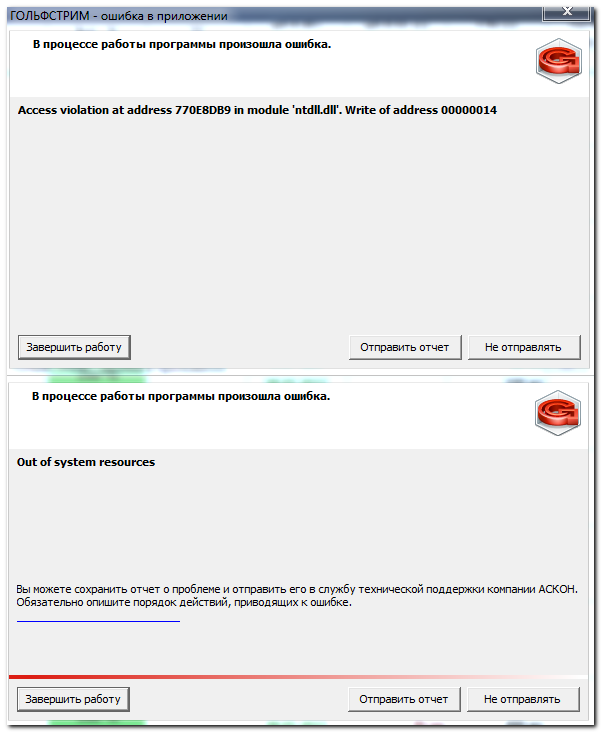 ГОЛЬФСТРИМ - ошибка в приложении
В процессе работы программы произошла ошибка.
Access violation at address 770E8DB9 in module 'ntdll.dll'. Write of address 00000014
Завершить работу
Отправить отчет
Не отправлять
В процессе работы программы произошла ошибка.
Out of system resources
Вы можете сохранить отчет о проблеме и отправить его в службу технической поддержки компании АСКОН.
Обязательно опишите порядок действий, приводящих к ошибке.
Завершить работу
Отправить отчет
Не отправлять